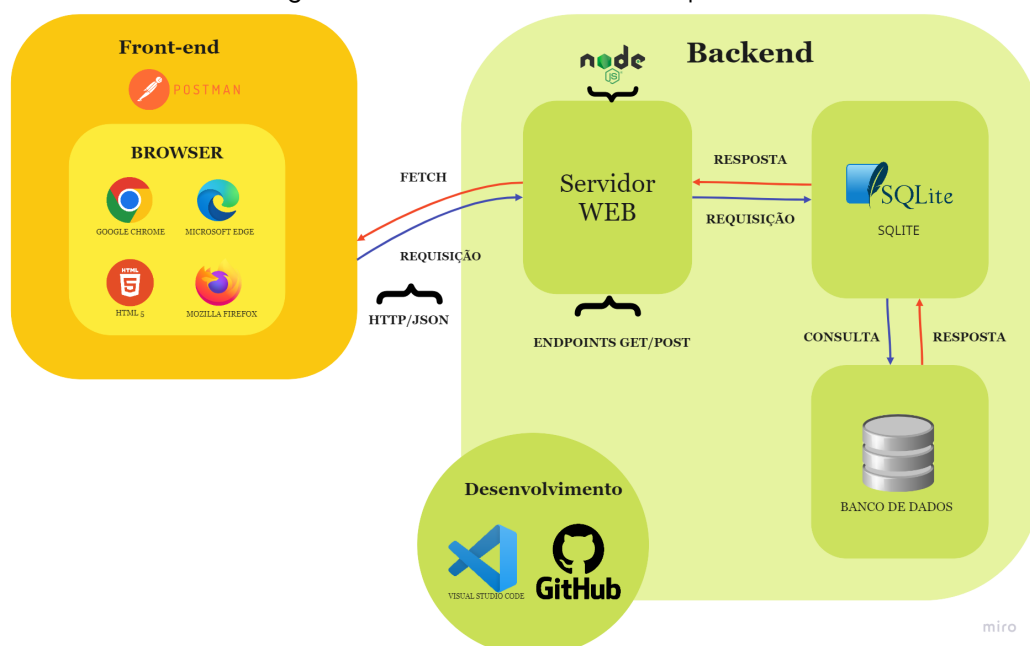 Front-end
POSTMAN
BROWSER
GOOGLE CHROME
MICROSOFT EDGE
HTML
5
HTML 5
MOZILLA FIREFOX
FETCH
REQUISIÇÃO
HTTP/JSON
Backend
node
JS
Servidor
WEB
ENDPOINTS GET/POST
RESPOSTA
REQUISIÇÃO
SQLite
SQLITE
CONSULTA
RESPOSTA
BANCO DE DADOS
Desenvolvimento
VISUAL STUDIO CODE
GitHub
miro